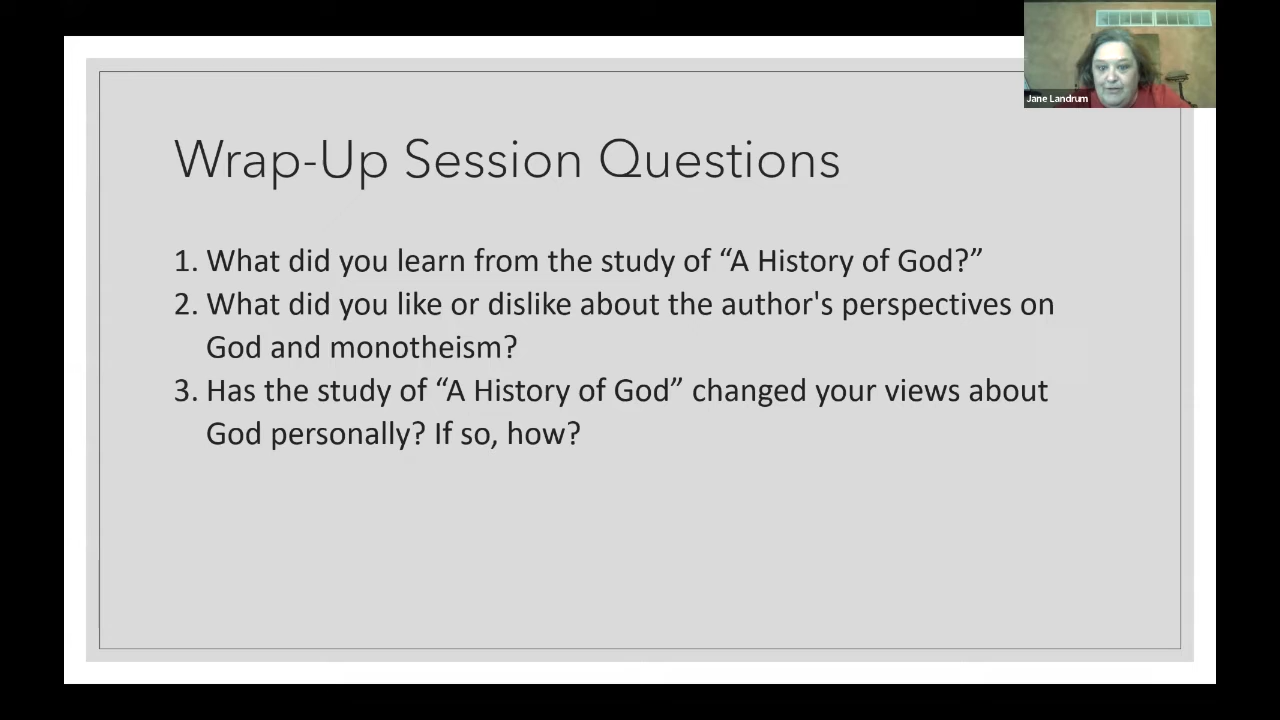 Jane Landrum
Wrap-Up Session Questions
1. What did you learn from the study of “A History of God?”
2. What did you like or dislike about the author's perspectives on
God and monotheism?
3. Has the study of “A History of God” changed your views about
God personally? If so, how?